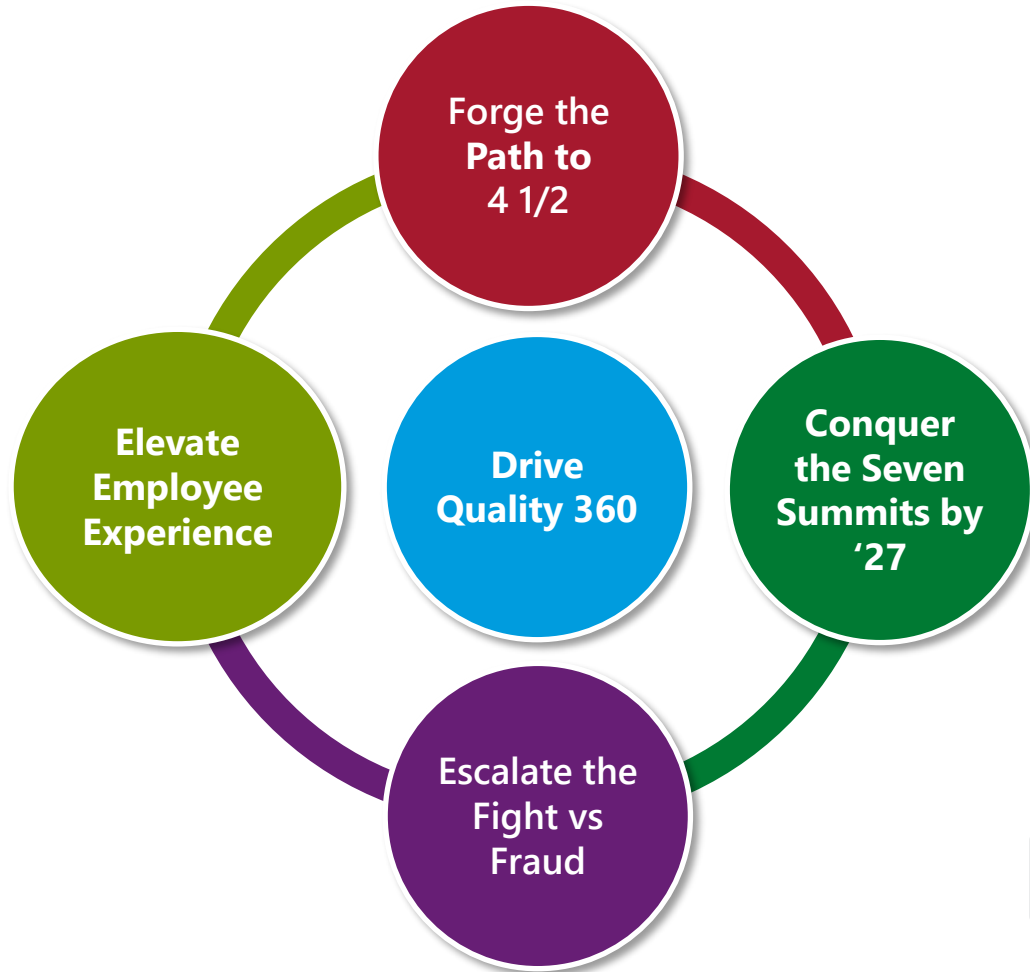 Forge the
Path to
4 1/2
Elevate
Employee
Experience
Drive
Quality 360
Conquer
the Seven
Summits by
‘27
Escalate the
Fight vs
Fraud